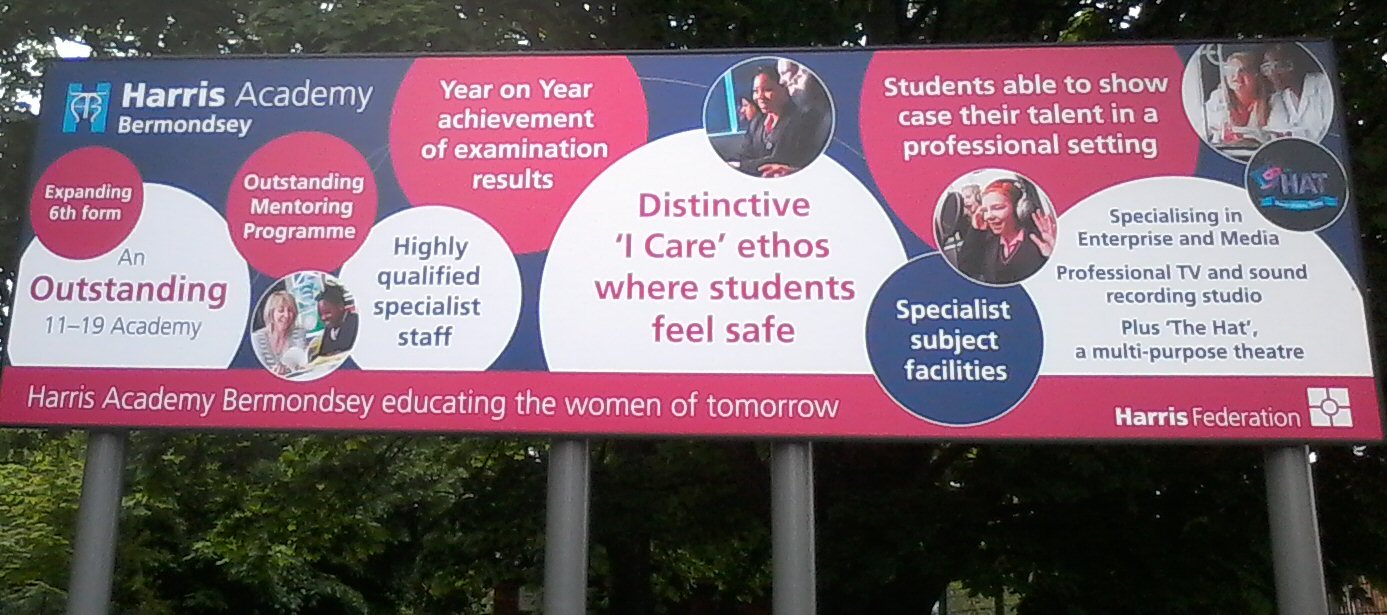 Harris Academy
Bermondsey
Expanding
6th form
An
Outstanding
11–19 Academy
Outstanding
Mentoring
Programme
Highly
qualified
specialist
staff
Year on Year
achievement
of examination
results
Distinctive
‘I Care’ ethos
where students
feel safe
Students able to show
case their talent in a
professional setting
Specialist
subject
facilities
HAT
Specialising in
Enterprise and Media
Professional TV and sound
recording studio
Plus ‘The Hat’,
a multi-purpose theatre
Harris Academy Bermondsey educating the women of tomorrow
Harris Federation